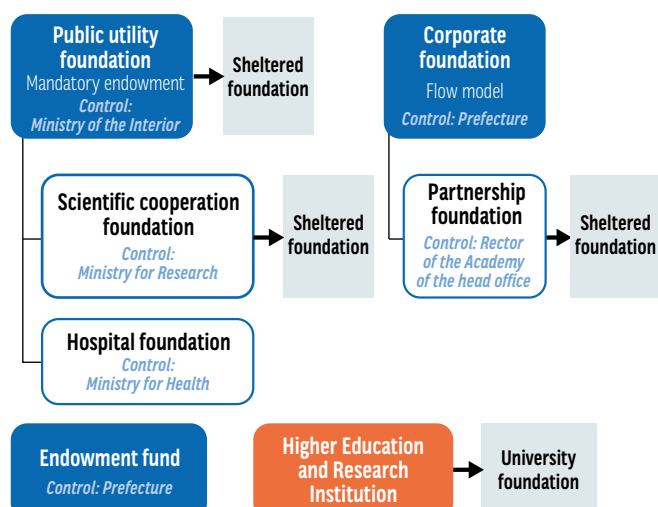 Public utility
foundation
Mandatory endowment
Control:
Ministry of the Interior
Sheltered
foundation
Corporate
foundation
Flow model
Control: Prefecture
Scientific cooperation
foundation
Control:
Ministry for Research
Sheltered
foundation
Partnership
foundation
Control: Rector
of the Academy
of the head office
Sheltered
foundation
Hospital foundation
Control:
Ministry for Health
Endowment fund
Control: Prefecture
Higher Education
and Research
Institution
University
foundation